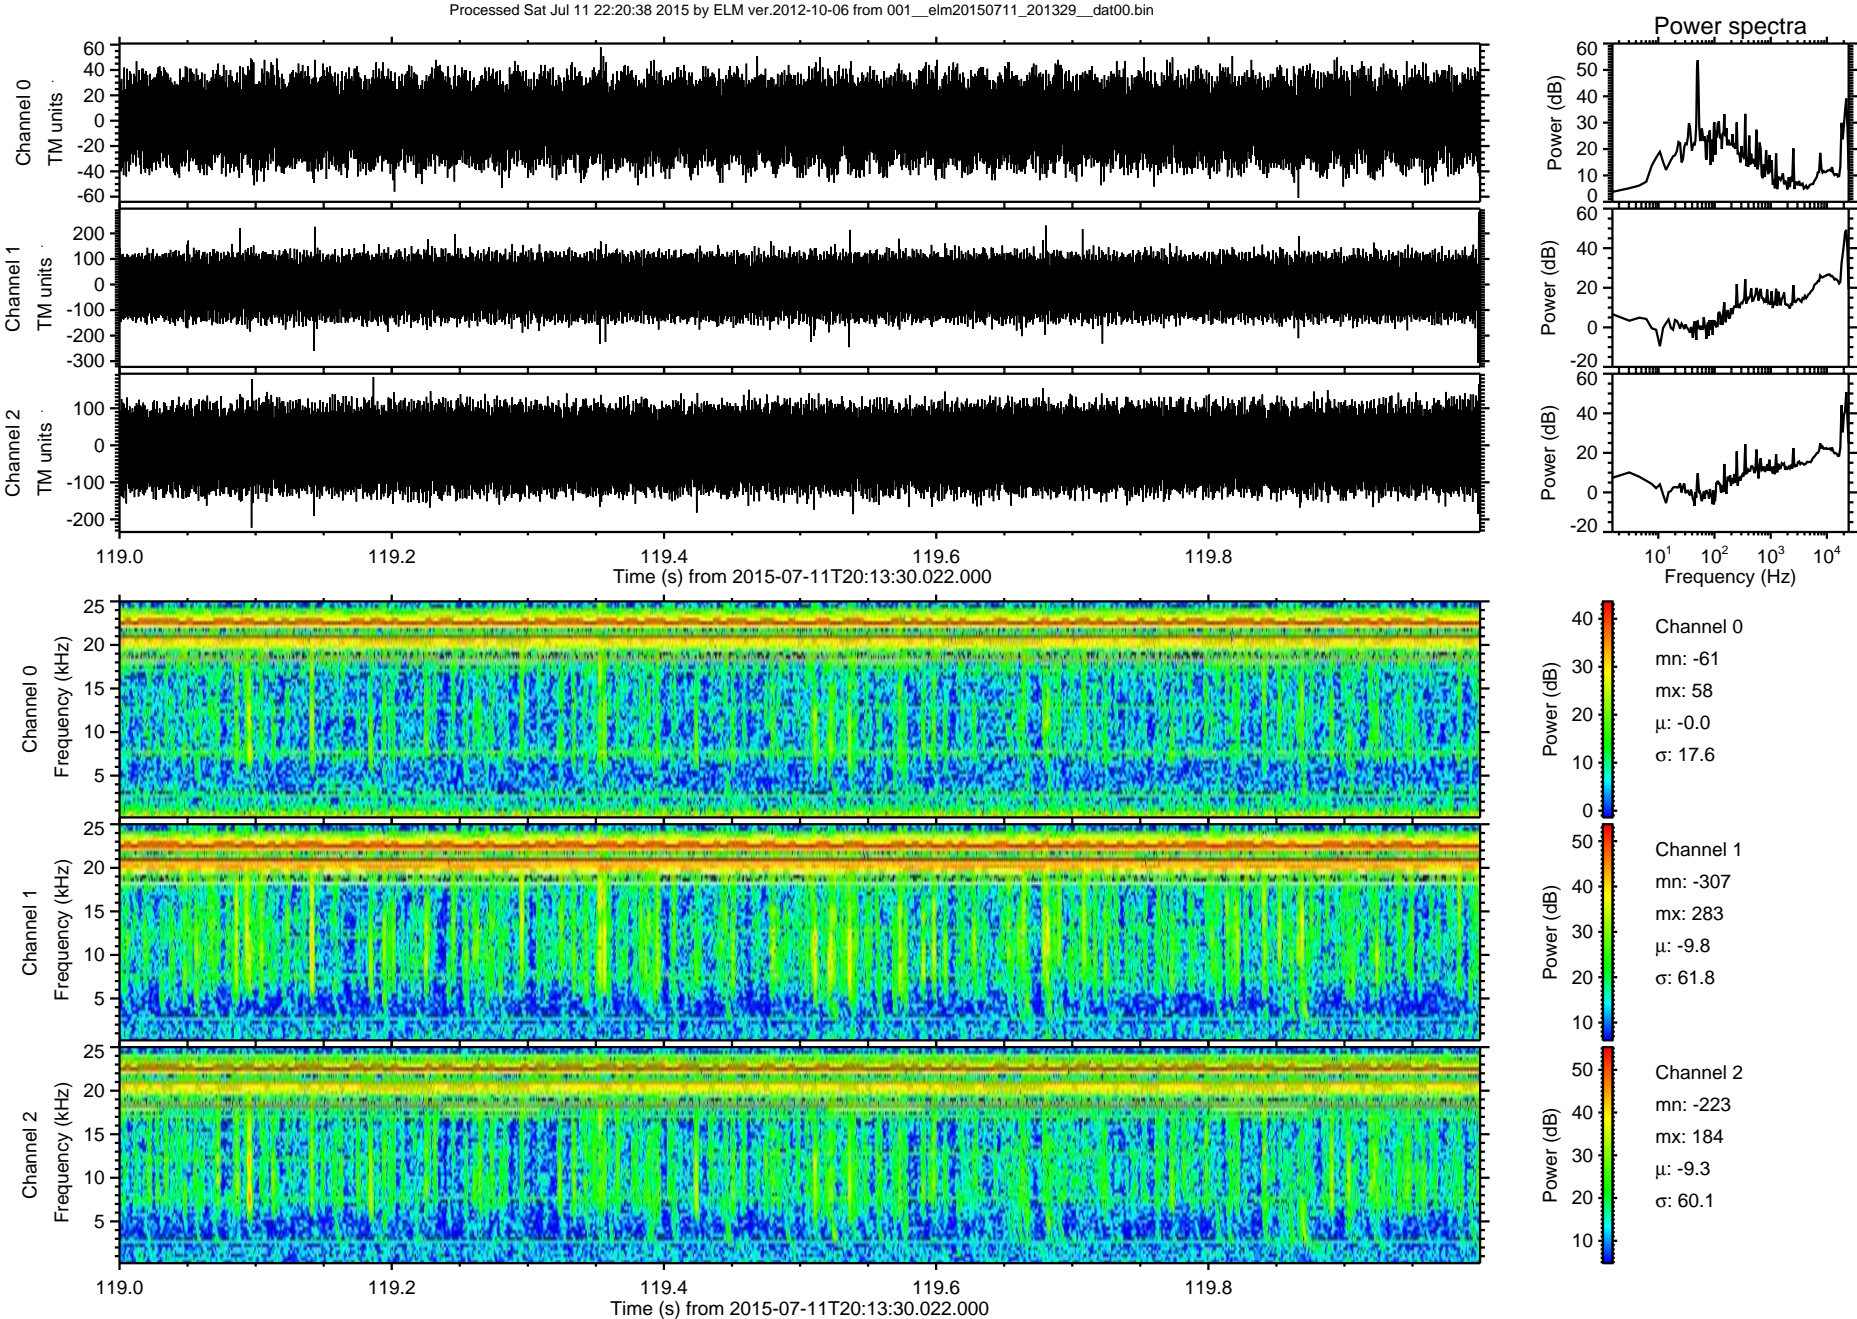 Processed Sat Jul 11 22:20:38 2015 by ELM ver.2012-10-06 from 001__elm20150711_201329__dat00.bin
Power spectra
Channel 0
TM units
60
40
20
0
-20
-40
-60
Power (dB)
60
50
40
30
20
10
0
Channel 1
TM units
200
100
0
-100
-200
-300
Power (dB)
60
40
20
0
-20
Channel 2
TM units
100
0
-100
-200
Power (dB)
60
40
20
0
-20
119.0 119.2 119.4 119.6 119.8
Time (s) from 2015-07-11T20:13:30.022.000
10¹ 10² 10³ 10⁴
Frequency (Hz)
Channel 0
Frequency (kHz)
25
20
15
10
5
Power (dB)
40
30
20
10
0
Channel 0
mn: -61
mx: 58
μ: -0.0
σ: 17.6
Channel 1
Frequency (kHz)
25
20
15
10
5
Power (dB)
50
40
30
20
10
Channel 1
mn: -307
mx: 283
μ: -9.8
σ: 61.8
Channel 2
Frequency (kHz)
25
20
15
10
5
Power (dB)
50
40
30
20
10
Channel 2
mn: -223
mx: 184
μ: -9.3
σ: 60.1
119.0 119.2 119.4 119.6 119.8
Time (s) from 2015-07-11T20:13:30.022.000